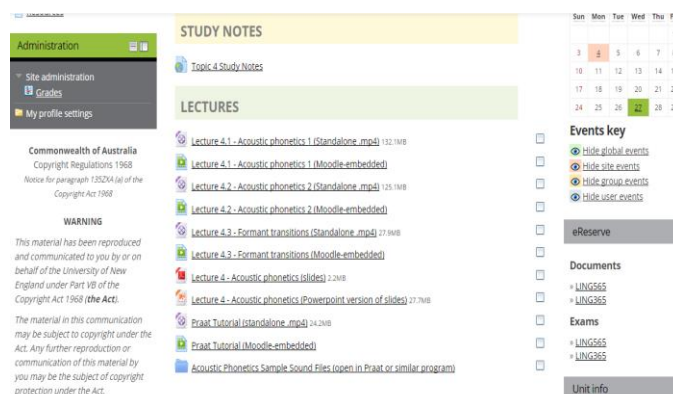 Resources
Administration
Site administration
Grades
My profile settings
Commonwealth of Australia
Copyright Regulations 1968
Notice for paragraph 135ZXA (a) of the
Copyright Act 1968
WARNING
This material has been reproduced
and communicated to you by or on
behalf of the University of New
England under Part VB of the
Copyright Act 1968 (the Act).
The material in this communication
may be subject to copyright under the
Act. Any further reproduction or
communication of this material by
you may be the subject of copyright
protection under the Act.
STUDY NOTES
Topic 4 Study Notes
LECTURES
Lecture 4.1 - Acoustic phonetics 1 (Standalone .mp4) 132.1MB
Lecture 4.1 - Acoustic phonetics 1 (Moodle-embedded)
Lecture 4.2 - Acoustic phonetics 2 (Standalone .mp4) 125.1MB
Lecture 4.2 - Acoustic phonetics 2 (Moodle-embedded)
Lecture 4.3 - Formant transitions (Standalone .mp4) 27.9MB
Lecture 4.3 - Formant transitions (Moodle-embedded)
Lecture 4 - Acoustic phonetics (slides) 2.2MB
Lecture 4 - Acoustic phonetics (Powerpoint version of slides) 27.7MB
Praat Tutorial (standalone .mp4) 24.2MB
Praat Tutorial (Moodle-embedded)
Acoustic Phonetics Sample Sound Files (open in Praat or similar program)
Sun Mon Tue Wed Thu
3 4 5 6 7
10 11 12 13 14
17 18 19 20 21
24 25 26 27 28
Events key
Hide global events
Hide site events
Hide group events
Hide user events
eReserve
Documents
» LING565
» LING365
Exams
» LING565
» LING365
Unit info